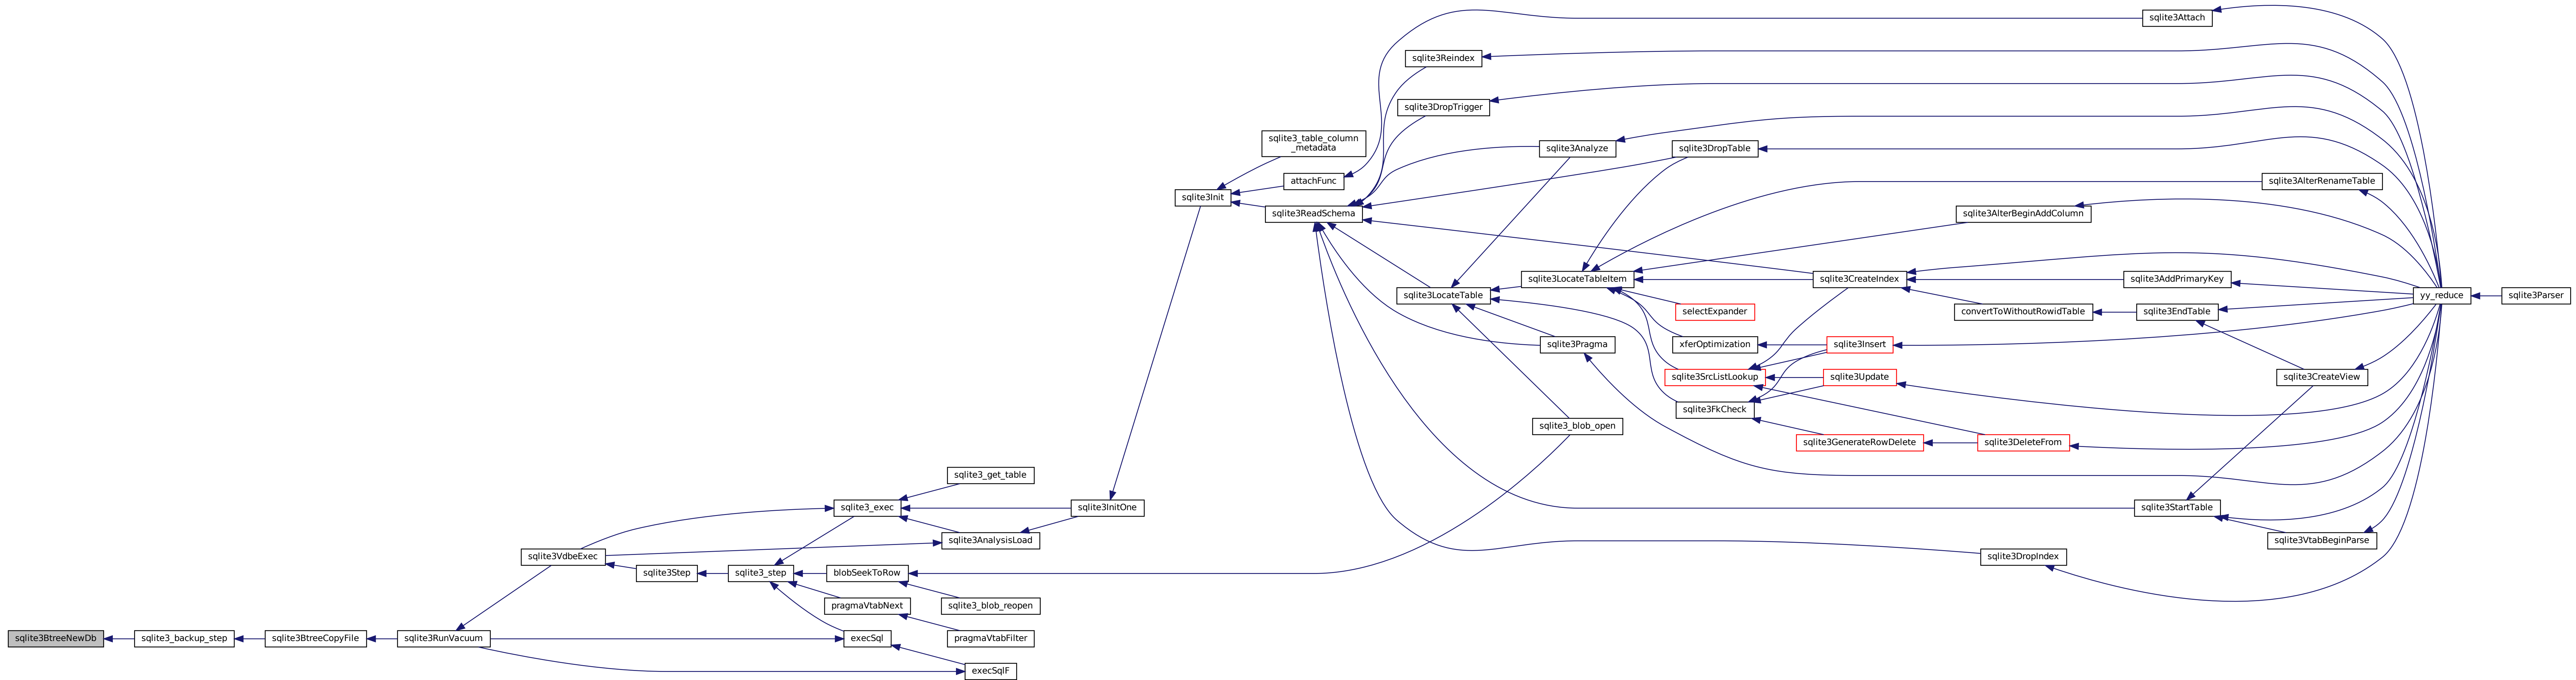 sqlite3Attach
sqlite3Reindex
sqlite3DropTrigger
sqlite3_table_column
_metadata
sqlite3Analyze
sqlite3DropTable
attachFunc
sqlite3AlterRenameTable
sqlite3Init
sqlite3ReadSchema
sqlite3AlterBeginAddColumn
sqlite3LocateTableItem
sqlite3CreateIndex
sqlite3AddPrimaryKey
sqlite3LocateTable
yy_reduce
sqlite3Parser
selectExpander
convertToWithoutRowidTable
sqlite3EndTable
sqlite3Pragma
xferOptimization
sqlite3Insert
sqlite3SrcListLookup
sqlite3Update
sqlite3CreateView
sqlite3FkCheck
sqlite3_blob_open
sqlite3GenerateRowDelete
sqlite3DeleteFrom
sqlite3_get_table
sqlite3_exec
sqlite3InitOne
sqlite3StartTable
sqlite3AnalysisLoad
sqlite3VtabBeginParse
sqlite3VdbeExec
sqlite3DropIndex
sqlite3Step
sqlite3_step
blobSeekToRow
pragmaVtabNext
sqlite3_blob_reopen
sqlite3BtreeNewDb
sqlite3_backup_step
sqlite3BtreeCopyFile
sqlite3RunVacuum
execSql
pragmaVtabFilter
execSqlF